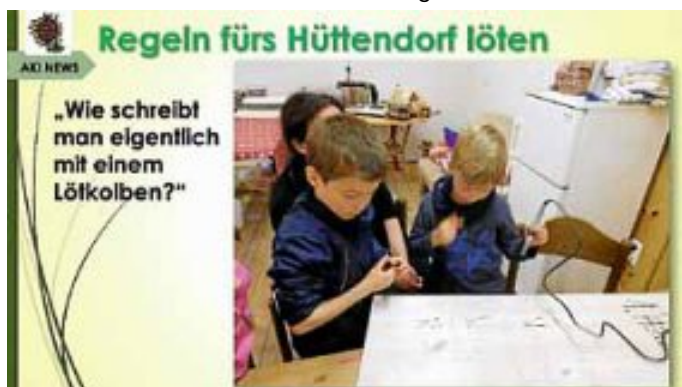 Regeln fürs Hüttendorf löten
AKI NEWS
„Wie schreibt
man eigentlich
mit einem
Lötkolben?“